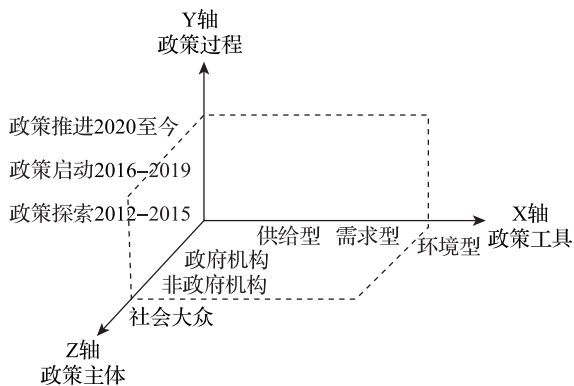 Y轴
政策过程
政策推进2020至今
政策启动2016–2019
政策探索2012–2015
X轴
政策工具
供给型 需求型
环境型
政府机构
非政府机构
社会大众
Z轴
政策主体